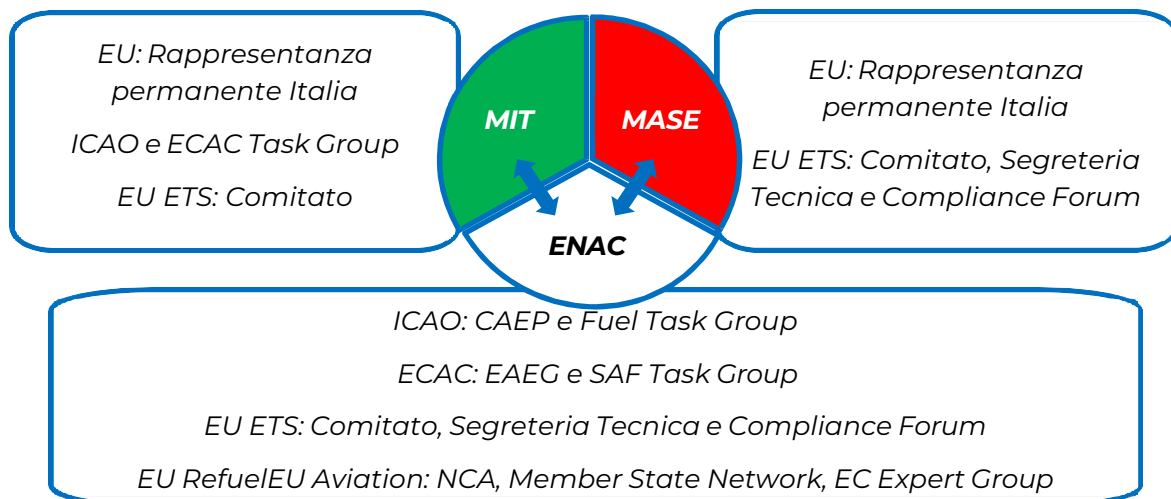 EU: Rappresentanza
permanente Italia
ICAO e ECAC Task Group
EU ETS: Comitato
MIT
MASE
ENAC
EU: Rappresentanza
permanente Italia
EU ETS: Comitato, Segreteria
Tecnica e Compliance Forum
ICAO: CAEP e Fuel Task Group
ECAC: EAEG e SAF Task Group
EU ETS: Comitato, Segreteria Tecnica e Compliance Forum
EU RefuelEU Aviation: NCA, Member State Network, EC Expert Group